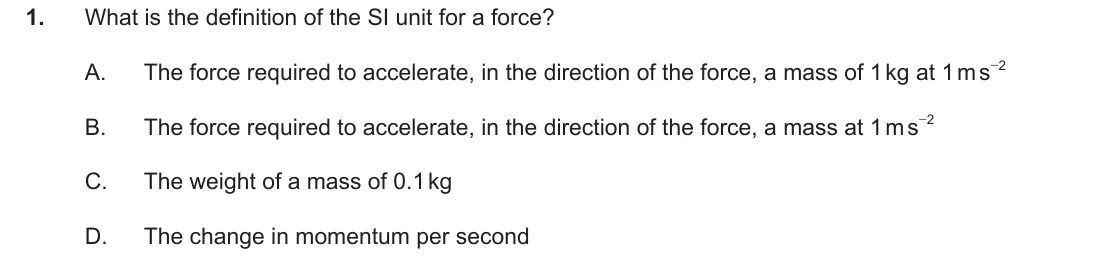 1. What is the definition of the SI unit for a force?
A. The force required to accelerate, in the direction of the force, a mass of 1 kg at 1 m s⁻²
B. The force required to accelerate, in the direction of the force, a mass at 1 m s⁻²
C. The weight of a mass of 0.1 kg
D. The change in momentum per second